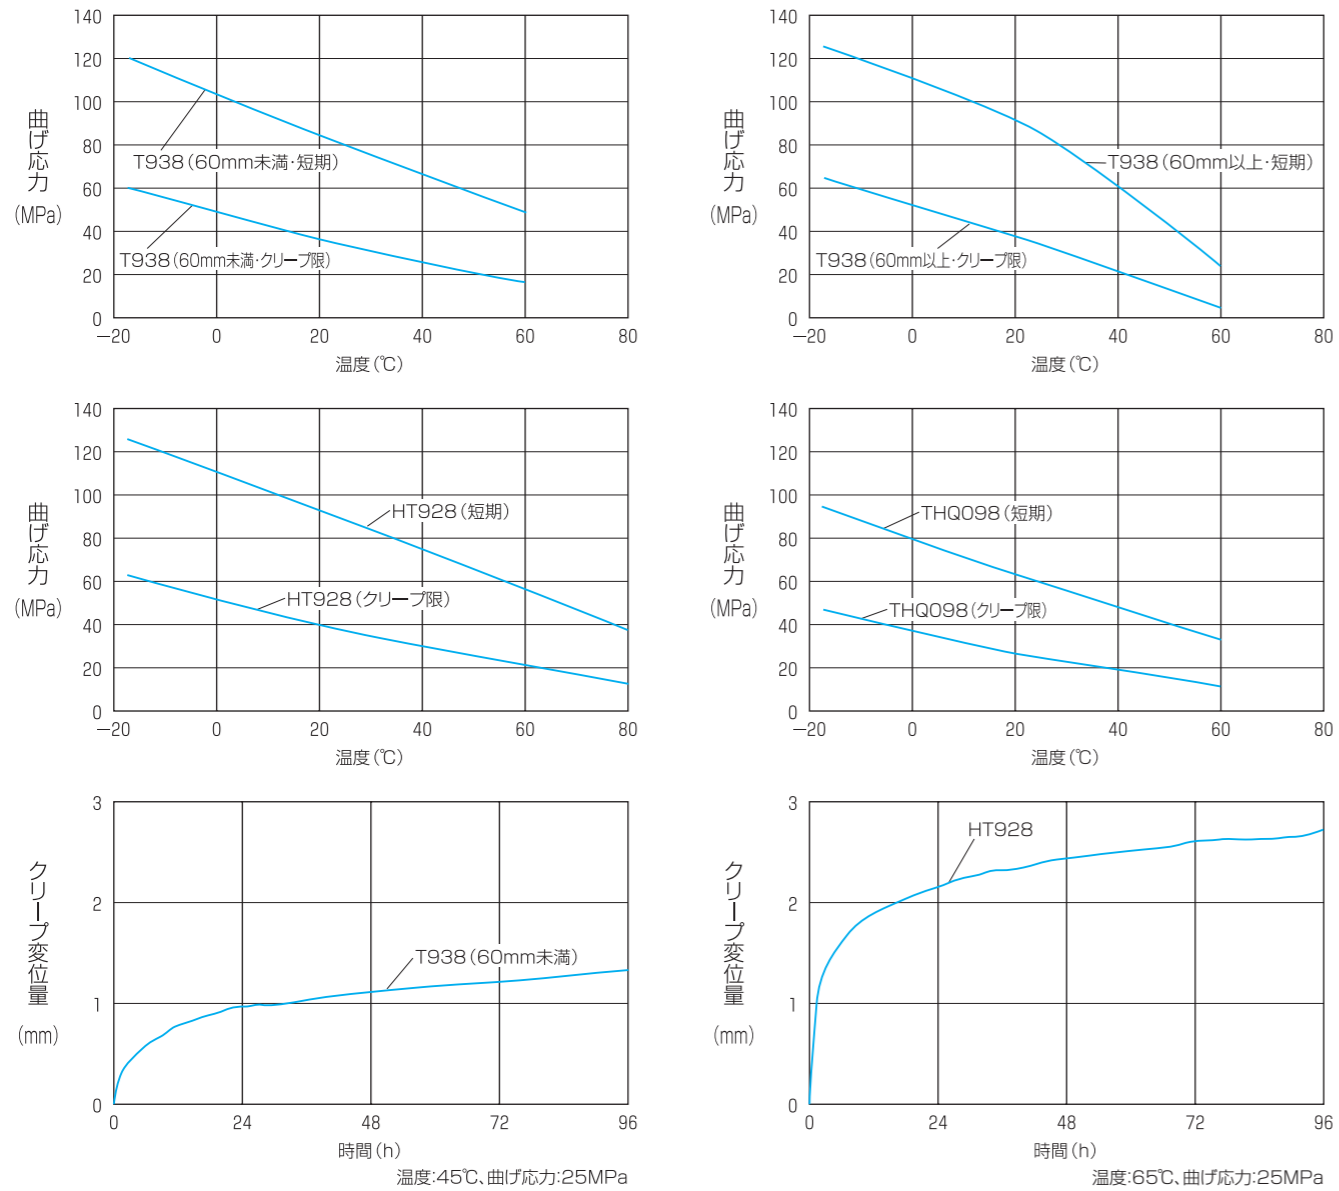 140
120
100
80
60
40
20
0
曲げ応力
(MPa)
T938(60mm未満・短期)
T938(60mm未満・クリープ限)
−20 0 20 40 60 80
温度(℃)
140
120
100
80
60
40
20
0
曲げ応力
(MPa)
T938(60mm以上・短期)
T938(60mm以上・クリープ限)
−20 0 20 40 60 80
温度(℃)
140
120
100
80
60
40
20
0
曲げ応力
(MPa)
HT928(短期)
HT928(クリープ限)
−20 0 20 40 60 80
温度(℃)
140
120
100
80
60
40
20
0
曲げ応力
(MPa)
THQ098(短期)
THQ098(クリープ限)
−20 0 20 40 60 80
温度(℃)
3
2
1
0
クリープ変位量
(mm)
T938(60mm未満)
0 24 48 72 96
時間(h)
温度:45℃、曲げ応力:25MPa
3
2
1
0
クリープ変位量
(mm)
HT928
0 24 48 72 96
時間(h)
温度:65℃、曲げ応力:25MPa